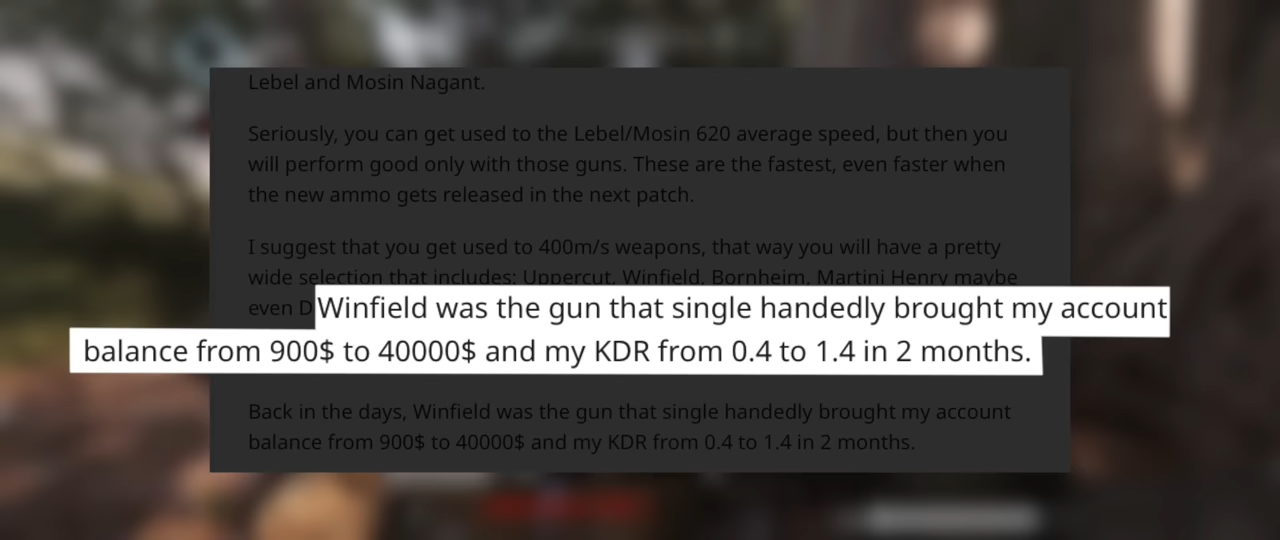 Lebel and Mosin Nagant.
Seriously, you can get used to the Lebel/Mosin 620 average speed, but then you
will perform good only with those guns. These are the fastest, even faster when
the new ammo gets released in the next patch.
I suggest that you get used to 400m/s weapons, that way you will have a pretty
wide selection that includes: Uppercut, Winfield, Bornheim, Martini Henry maybe
even D
Winfield was the gun that single handedly brought my account
balance from 900$ to 40000$ and my KDR from 0.4 to 1.4 in 2 months.
Back in the days, Winfield was the gun that single handedly brought my account
balance from 900$ to 40000$ and my KDR from 0.4 to 1.4 in 2 months.